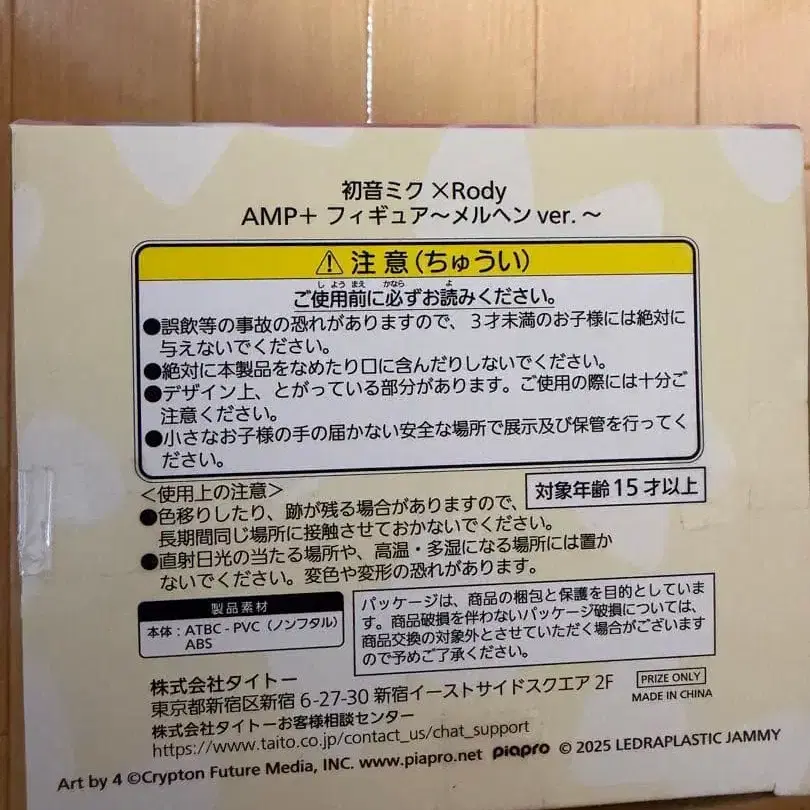 初音ミク×Rody
AMP+ フィギュア～メルヘン ver.～
⚠ 注意(ちゅうい)
ご使用前に必ずお読みください。
●誤飲等の事故の恐れがありますので、3才未満のお子様には絶対に
与えないでください。
●絶対に本製品をなめたり口に含んだりしないでください。
●デザイン上、とがっている部分があります。ご使用の際には十分ご
注意ください。
●小さなお子様の手の届かない安全な場所で展示及び保管を行ってく
ださい。
＜使用上の注意＞
対象年齢15才以上
●色移りしたり、跡が残る場合がありますので、
長期間同じ場所に接触させておかないでください。
●直射日光の当たる場所や、高温・多湿になる場所には置か
ないでください。変色や変形の恐れがあります。
製品素材
本体：ATBC-PVC（ノンフタル）
ABS
パッケージは、商品の梱包と保護を目的としていま
す。商品破損を伴わないパッケージ破損については、
商品交換の対象外とさせていただく場合がございます
ので予めご了承ください。
株式会社タイトー
東京都新宿区新宿 6-27-30 新宿イーストサイドスクエア 2F
PRIZE ONLY
MADE IN CHINA
株式会社タイトーお客様相談センター
https://www.taito.co.jp/contact_us/chat_support
Art by 4 ©Crypton Future Media, INC. www.piapro.net piapro © 2025 LEDRAPLASTIC JAMMY